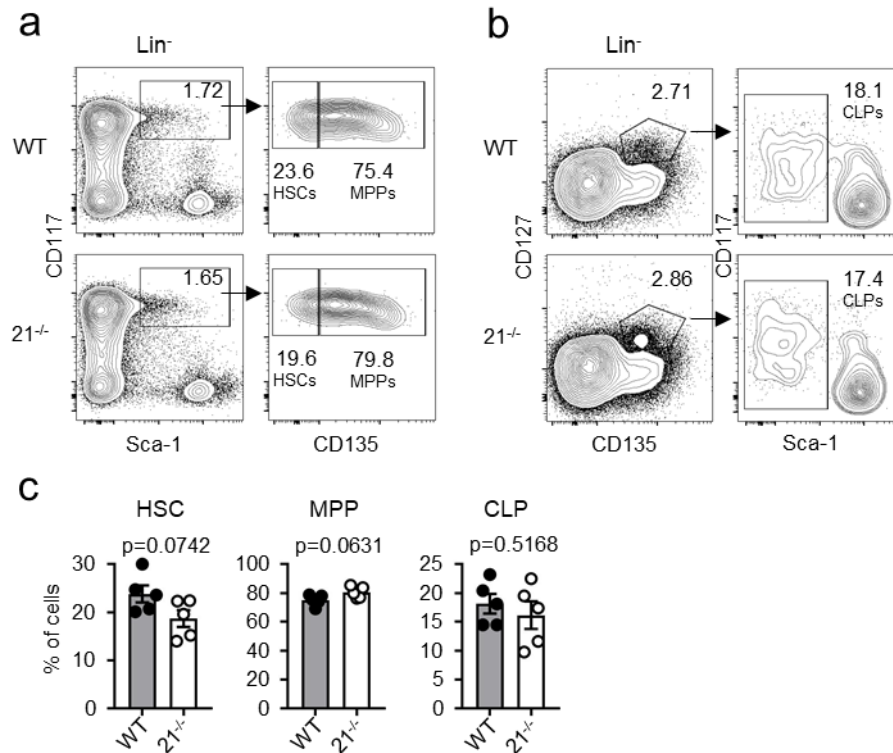 a
Lin-
WT
1.72
23.6
HSCs
75.4
MPPs
CD117
21-/-
1.65
19.6
HSCs
79.8
MPPs
Sca-1
CD135
b
Lin-
WT
2.71
18.1
CLPs
CD127
CD117
21-/-
2.86
17.4
CLPs
CD135
Sca-1
c
HSC
p=0.0742
% of cells
30
20
10
0
WT
21-/-
MPP
p=0.0631
100
80
60
40
20
0
WT
21-/-
CLP
p=0.5168
25
20
15
10
5
0
WT
21-/-